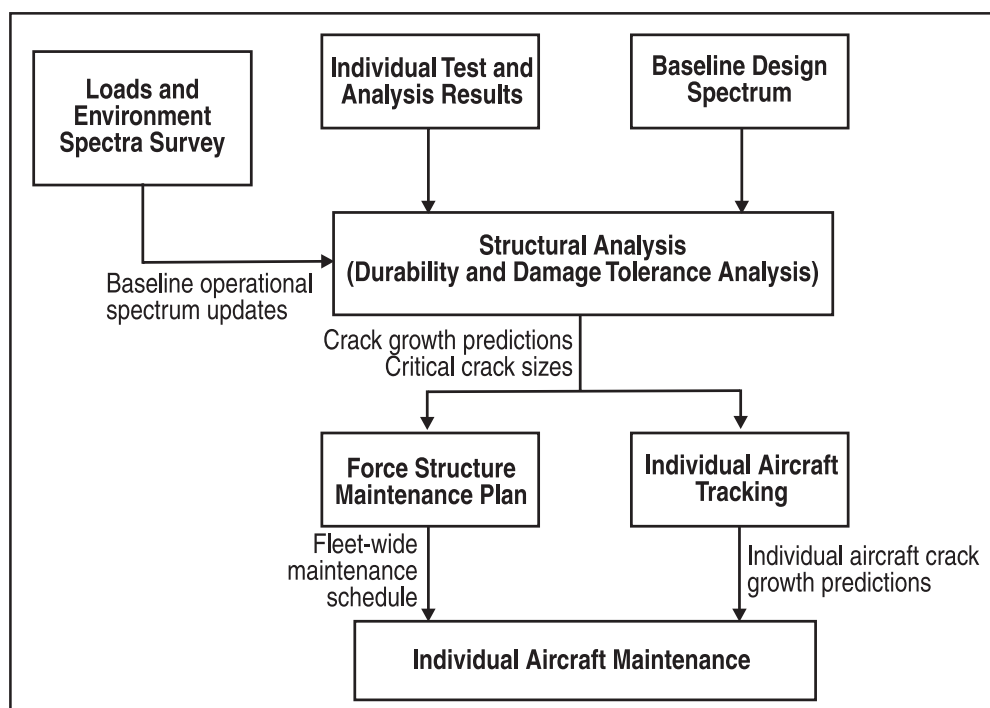 Loads and
Environment
Spectra Survey
Individual Test and
Analysis Results
Baseline Design
Spectrum
Structural Analysis
(Durability and Damage Tolerance Analysis)
Baseline operational
spectrum updates
Crack growth predictions
Critical crack sizes
Force Structure
Maintenance Plan
Individual Aircraft
Tracking
Fleet-wide
maintenance
schedule
Individual aircraft crack
growth predictions
Individual Aircraft Maintenance